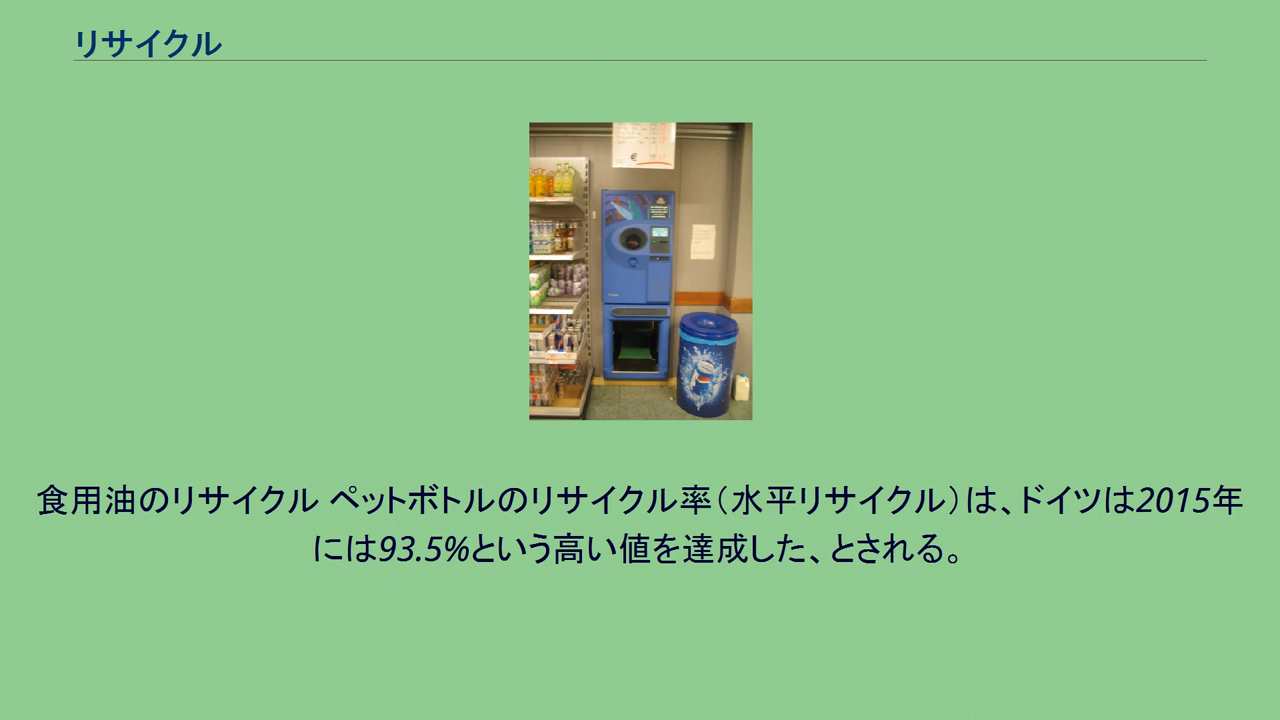 リサイクル
食用油のリサイクル ペットボトルのリサイクル率（水平リサイクル）は、ドイツは2015年
には93.5%という高い値を達成した、とされる。